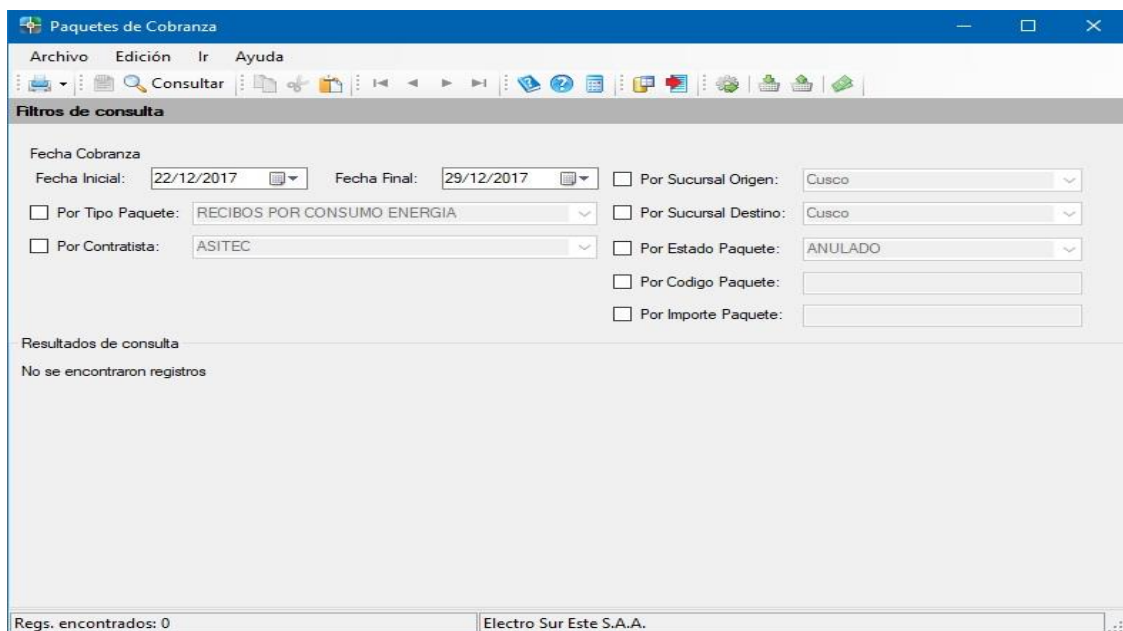 Paquetes de Cobranza
Archivo Edición Ir Ayuda
Consultar
Filtros de consulta
Fecha Cobranza
Fecha Inicial: 22/12/2017 Fecha Final: 29/12/2017 Por Sucursal Origen: Cusco
Por Tipo Paquete: RECIBOS POR CONSUMO ENERGIA Por Sucursal Destino: Cusco
Por Contratista: ASITEC Por Estado Paquete: ANULADO
Por Codigo Paquete:
Por Importe Paquete:
Resultados de consulta
No se encontraron registros
Regs. encontrados: 0 Electro Sur Este S.A.A.